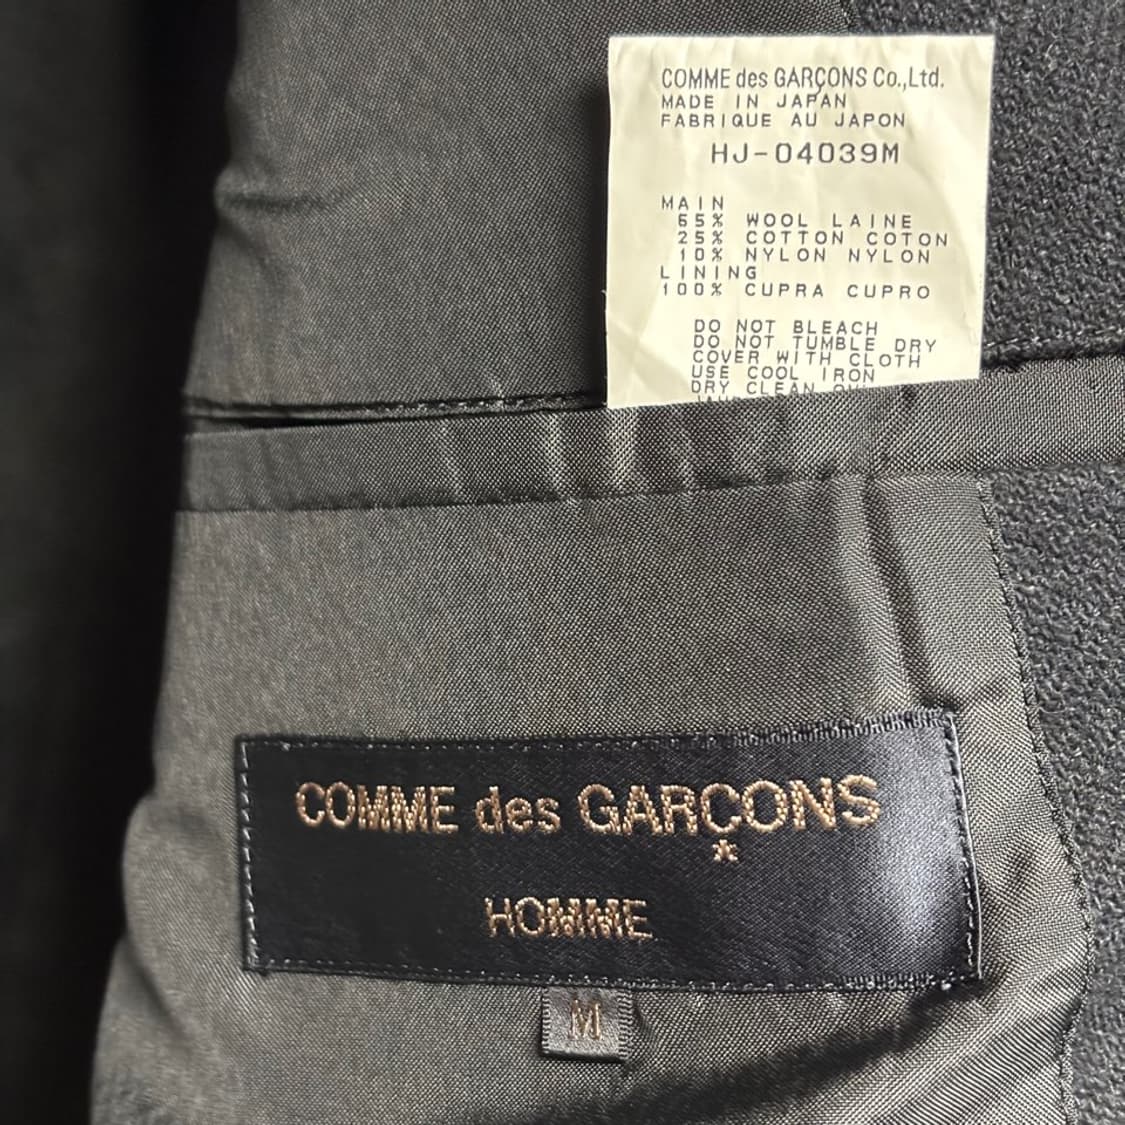 COMME des GARÇONS Co.,Ltd.
MADE IN JAPAN
FABRIQUE AU JAPON
HJ-04039M
MAIN
65% WOOL LAINE
25% COTTON COTON
10% NYLON NYLON
LINING
100% CUPRA CUPRO
DO NOT BLEACH
DO NOT TUMBLE DRY
COVER WITH CLOTH
USE COOL IRON
DRY CLEAN
COMME des GARÇONS
HOMME
M